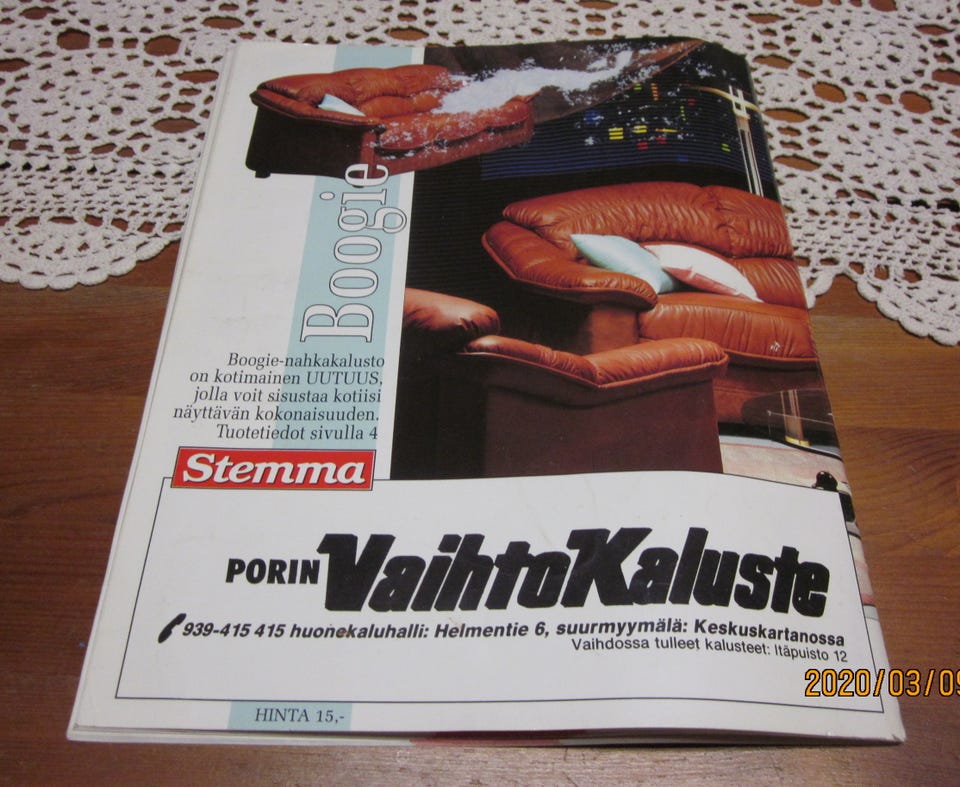 Boogie
Boogie-nahkakalusto
on kotimainen UUTUUS,
jolla voit sisustaa kotiisi
näyttävän kokonaisuuden.
Tuotetiedot sivulla 4
Stemma
PORIN VaihtoKaluste
939-415 415 huonekaluhalli: Helmentie 6, suurmyymälä: Keskuskartanossa
Vaihdossa tulleet kalusteet: Itäpuisto 12
HINTA 15,-
2020/03/09